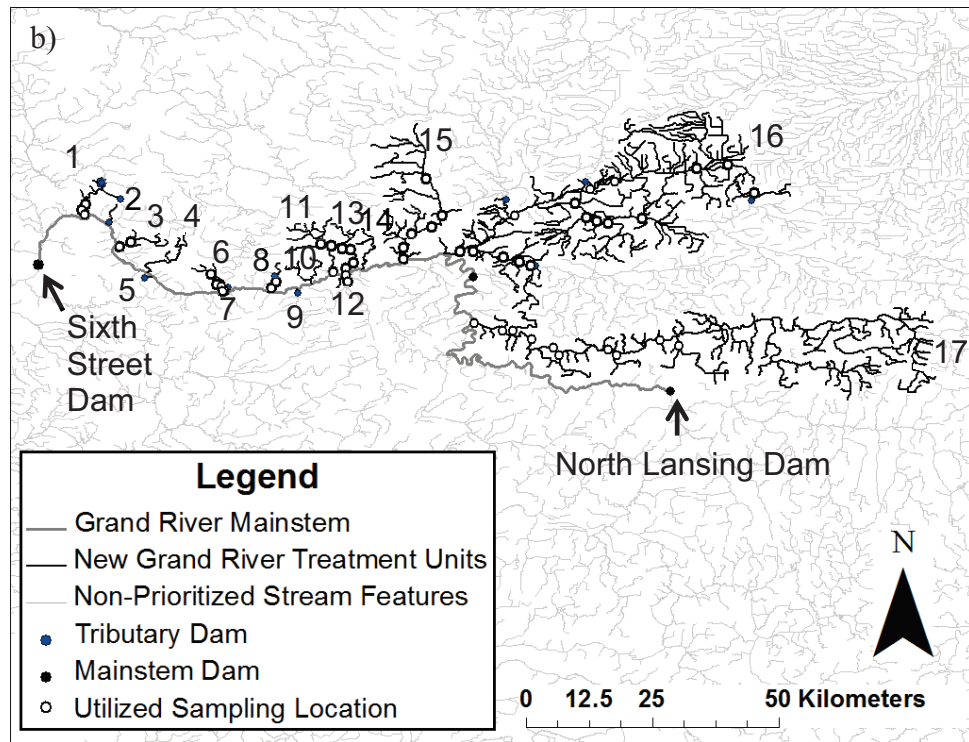 b)
1
2
3
4
5
6
7
8
9
10
11
12
13
14
15
16
17
Sixth
Street
Dam
North Lansing Dam
Legend
Grand River Mainstem
New Grand River Treatment Units
Non-Prioritized Stream Features
Tributary Dam
Mainstem Dam
Utilized Sampling Location
N
0 12.5 25 50 Kilometers